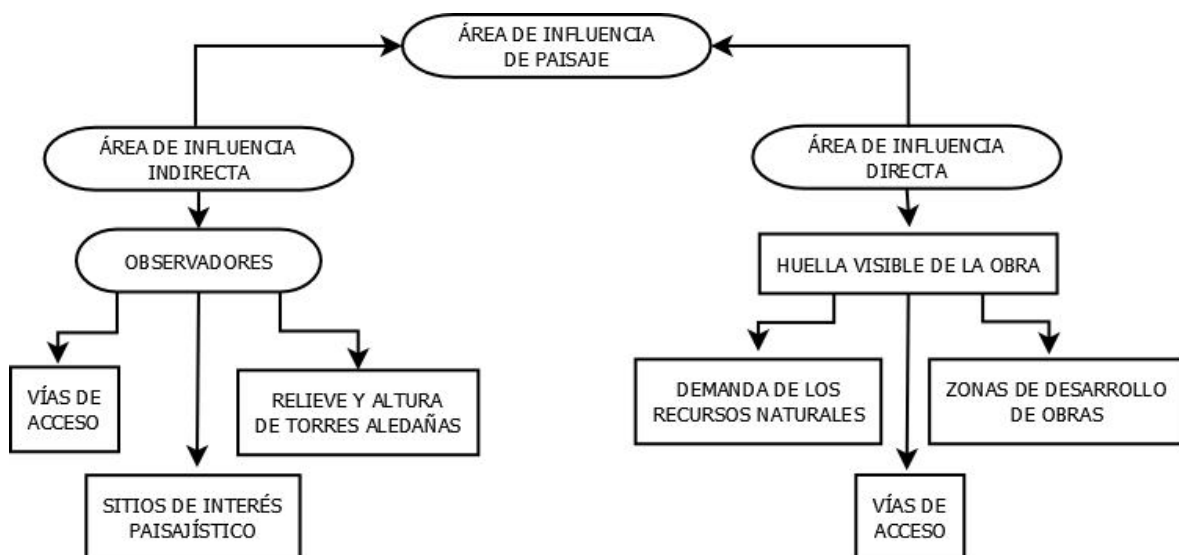 ÁREA DE INFLUENCIA
DE PAISAJE
ÁREA DE INFLUENCIA
INDIRECTA
ÁREA DE INFLUENCIA
DIRECTA
OBSERVADORES
HUELLA VISIBLE DE LA OBRA
VÍAS DE
ACCESO
RELIEVE Y ALTURA
DE TORRES ALEDAÑAS
SITIOS DE INTERÉS
PAISAJÍSTICO
DEMANDA DE LOS
RECURSOS NATURALES
ZONAS DE DESARROLLO
DE OBRAS
VÍAS DE
ACCESO